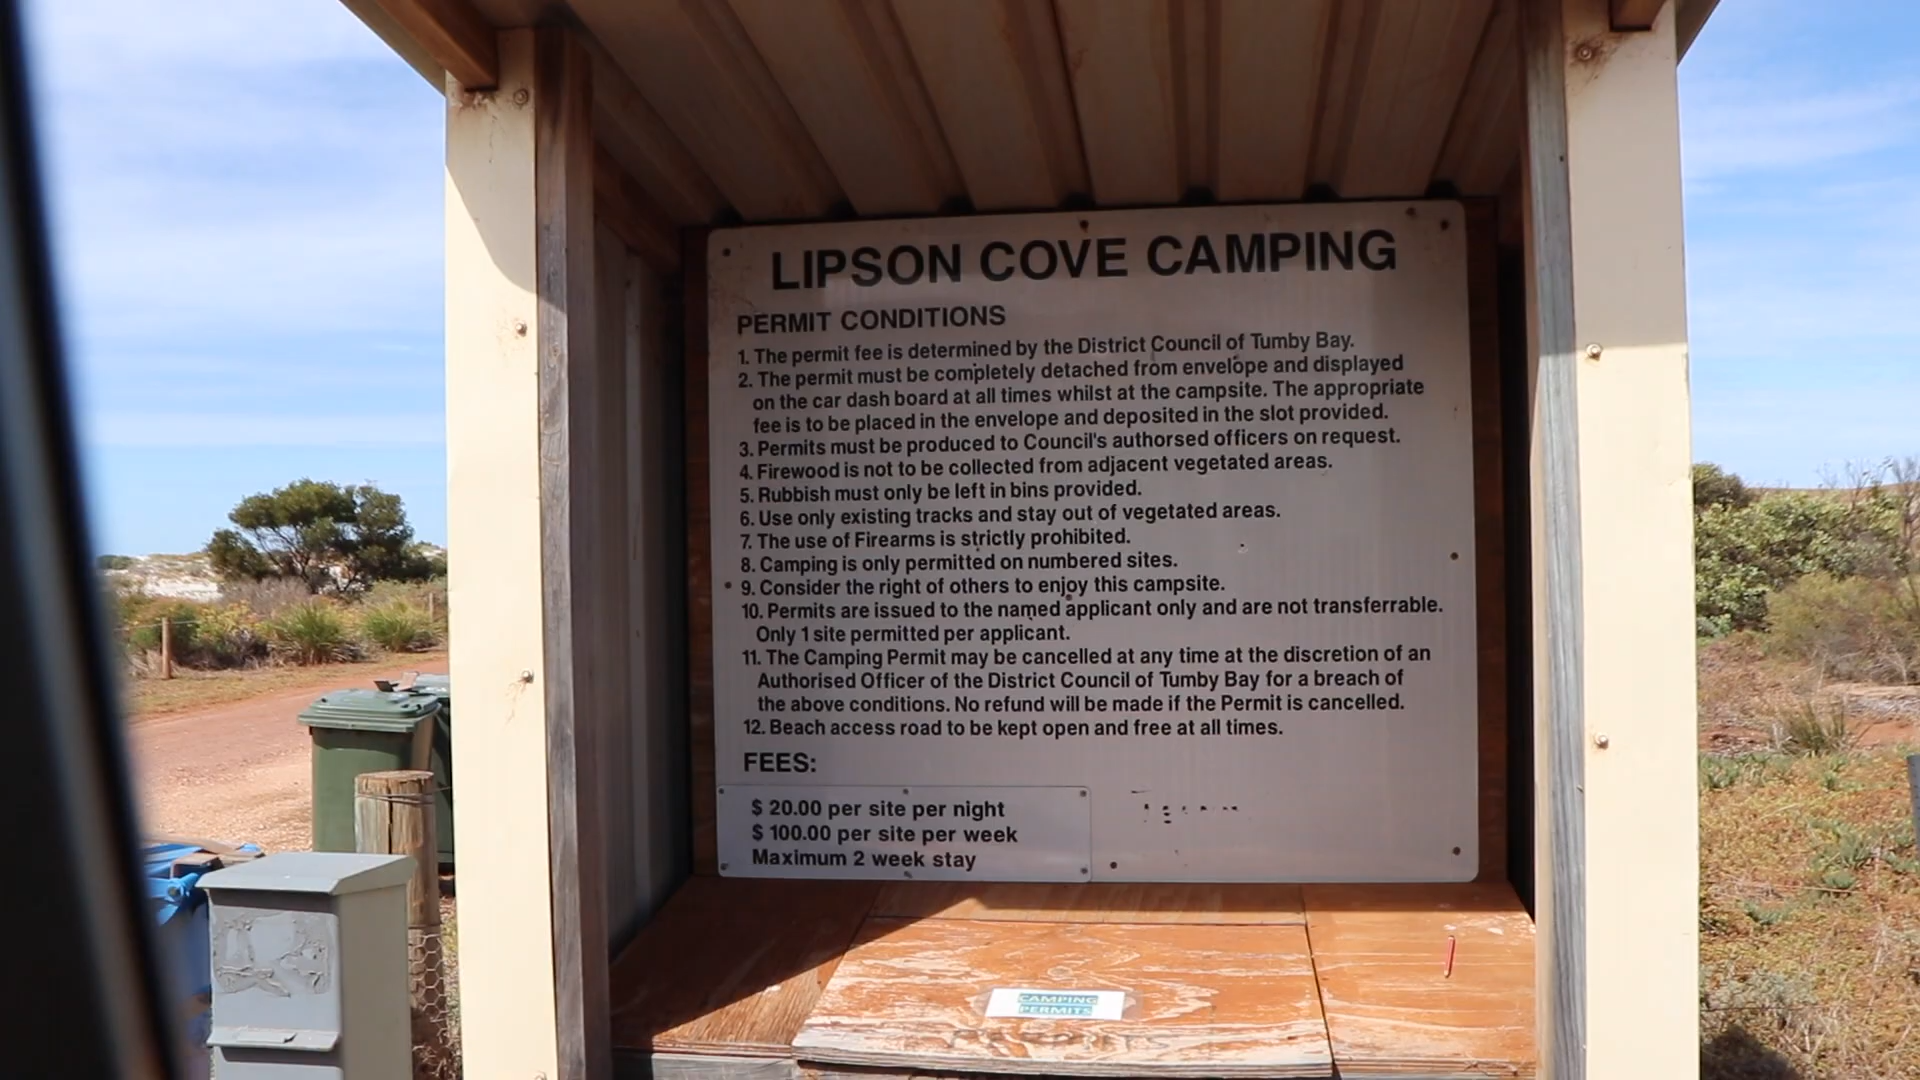 LIPSON COVE CAMPING
PERMIT CONDITIONS
1. The permit fee is determined by the District Council of Tumby Bay.
2. The permit must be completely detached from envelope and displayed
on the car dash board at all times whilst at the campsite. The appropriate
fee is to be placed in the envelope and deposited in the slot provided.
3. Permits must be produced to Council's authorsed officers on request.
4. Firewood is not to be collected from adjacent vegetated areas.
5. Rubbish must only be left in bins provided.
6. Use only existing tracks and stay out of vegetated areas.
7. The use of Firearms is strictly prohibited.
8. Camping is only permitted on numbered sites.
9. Consider the right of others to enjoy this campsite.
10. Permits are issued to the named applicant only and are not transferrable.
Only 1 site permitted per applicant.
11. The Camping Permit may be cancelled at any time at the discretion of an
Authorised Officer of the District Council of Tumby Bay for a breach of
the above conditions. No refund will be made if the Permit is cancelled.
12. Beach access road to be kept open and free at all times.
FEES:
$ 20.00 per site per night
$ 100.00 per site per week
Maximum 2 week stay
CAMPING
PERMITS
PERMITS